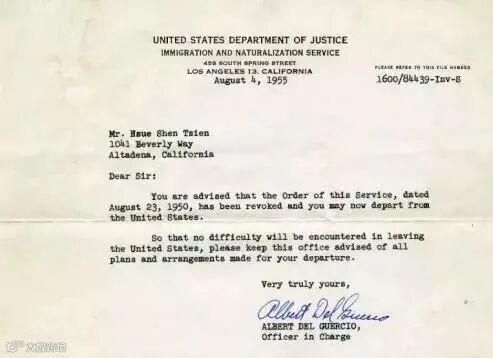 UNITED STATES DEPARTMENT OF JUSTICE
IMMIGRATION AND NATURALIZATION SERVICE
458 SOUTH SPRING STREET
LOS ANGELES 13. CALIFORNIA
August 4, 1955
PLEASE REFER TO THIS FILE NUMBER
1600/84439-Inv-S
Mr. Hsue Shen Tsien
1041 Beverly Way
Altadena, California
Dear Sir:
You are advised that the Order of this Service, dated
August 23, 1950, has been revoked and you may now depart from
the United States.
So that no difficulty will be encountered in leaving
the United States, please keep this office advised of all
plans and arrangements made for your departure.
Very truly yours,
Albert Del Guercio
ALBERT DEL GUERCIO,
Officer in Charge